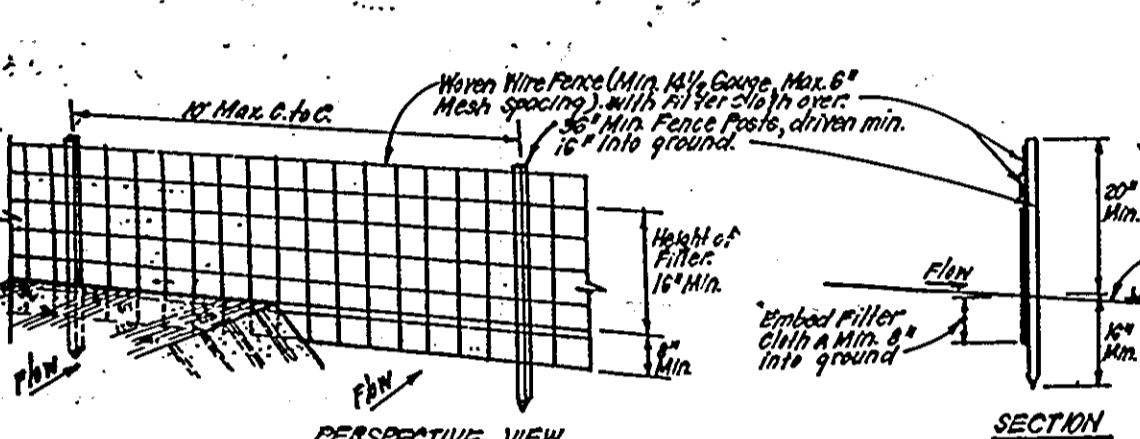 Woven Wire Fence (Min. 14½ Gauge, Max. 6"
Mesh spacing) with Filter cloth over.
36" Min. Fence Posts, driven min.
16" into ground.
10' Max. C. to C.
Height of
Filter
16" Min.
8"
Min.
Flow
Flow
PERSPECTIVE VIEW
Flow
Embed Filter
Cloth A Min. 8"
into ground
20"
Min.
16"
Min.
SECTION